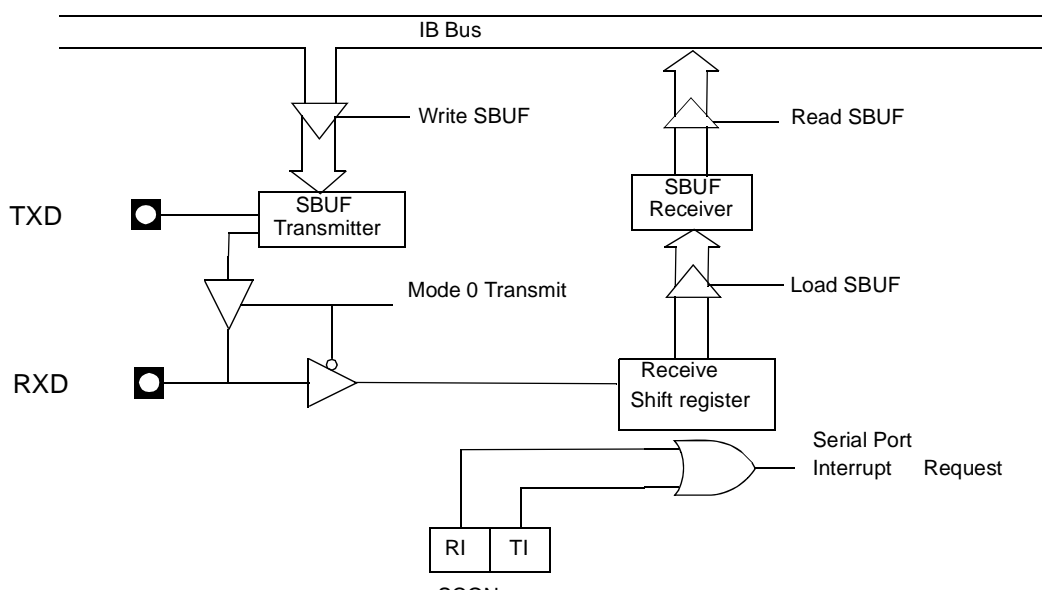 IB Bus
Write SBUF
Read SBUF
SBUF
Transmitter
SBUF
Receiver
TXD
Mode 0 Transmit
Load SBUF
RXD
Receive
Shift register
Serial Port
Interrupt Request
RI TI